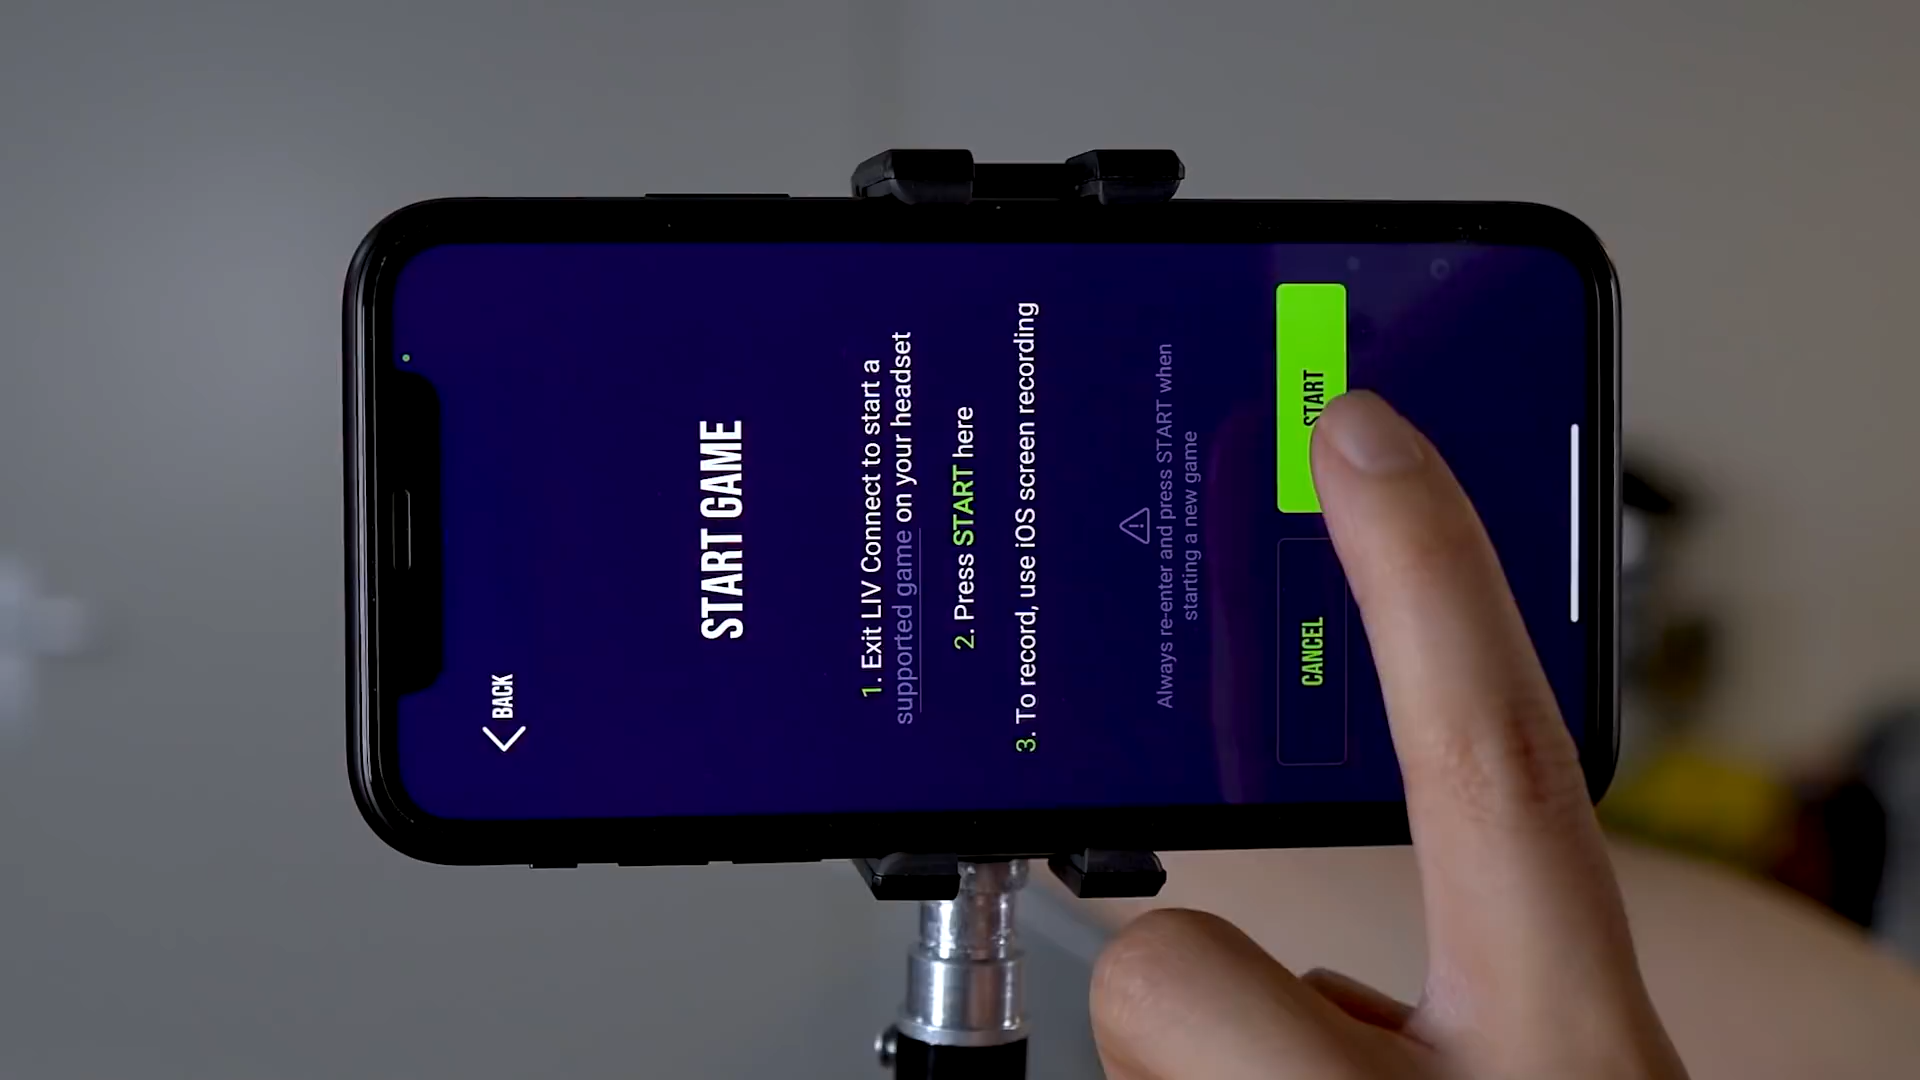 BACK
START GAME
1. Exit LIV Connect to start a
supported game on your headset
2. Press START here
3. To record, use iOS screen recording
Always re-enter and press START when
starting a new game
CANCEL
START